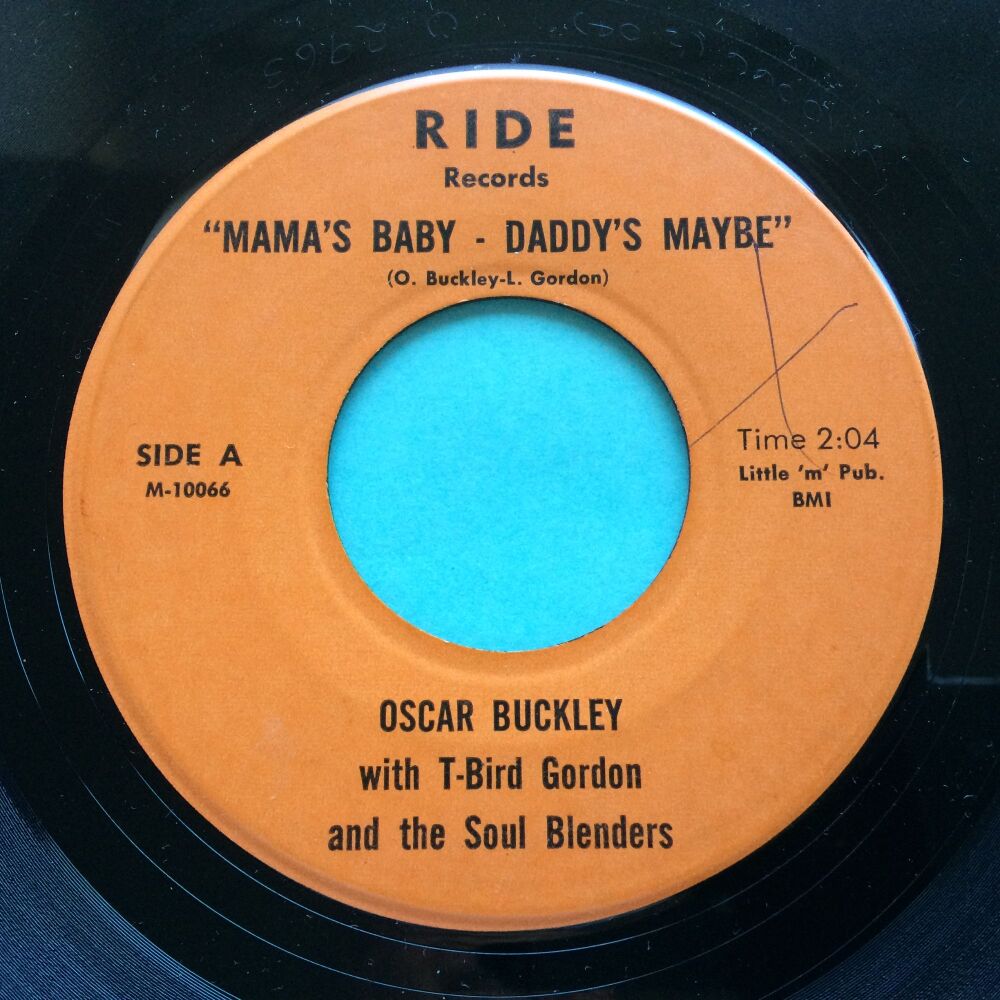 RIDE
Records
“MAMA'S BABY - DADDY'S MAYBE”
(O. Buckley-L. Gordon)
SIDE A
M-10066
Time 2:04
Little 'm' Pub.
BMI
OSCAR BUCKLEY
with T-Bird Gordon
and the Soul Blenders